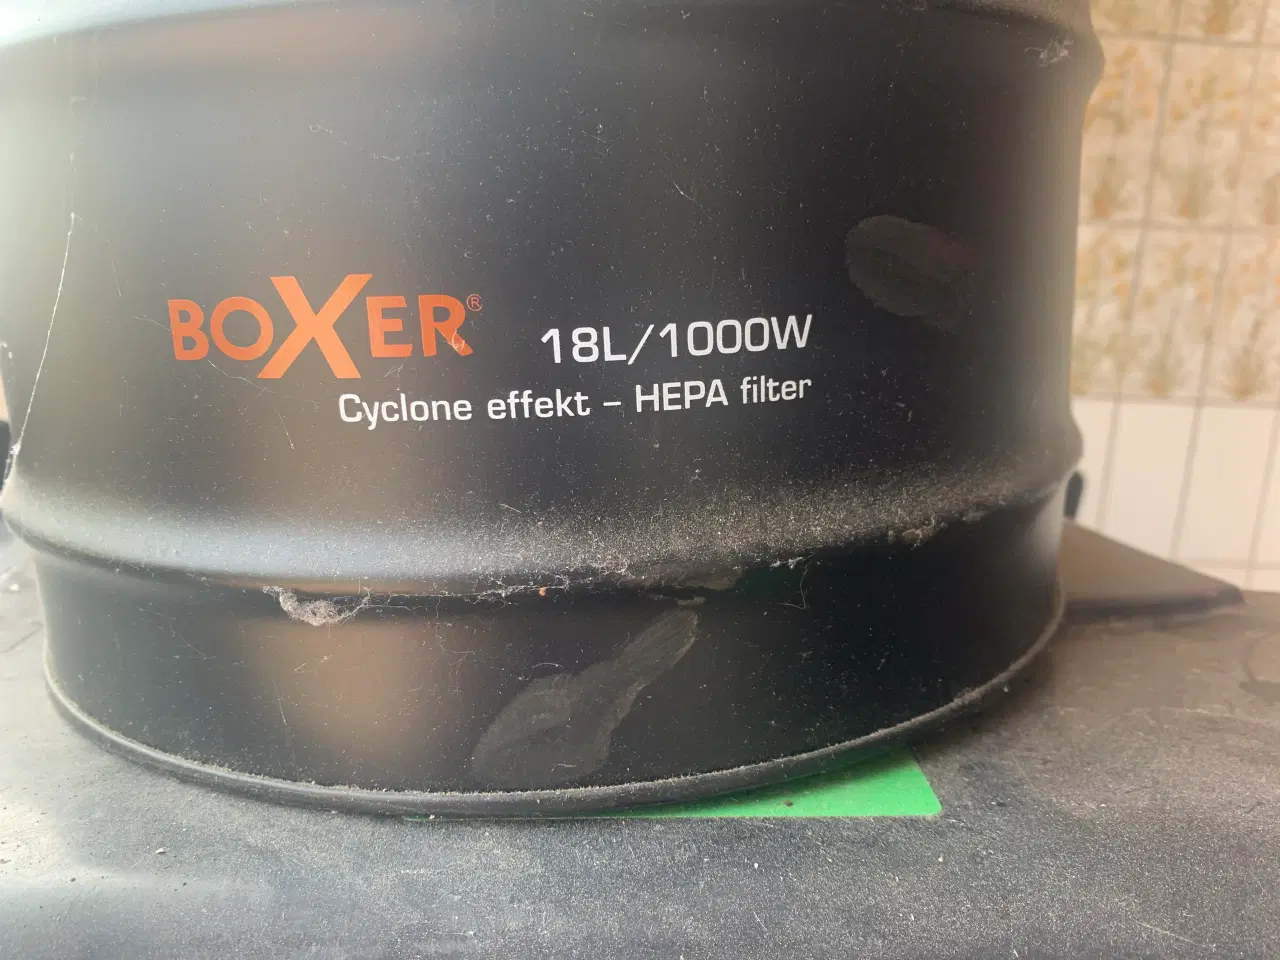 BOXER® 18L/1000W
Cyclone effekt – HEPA filter